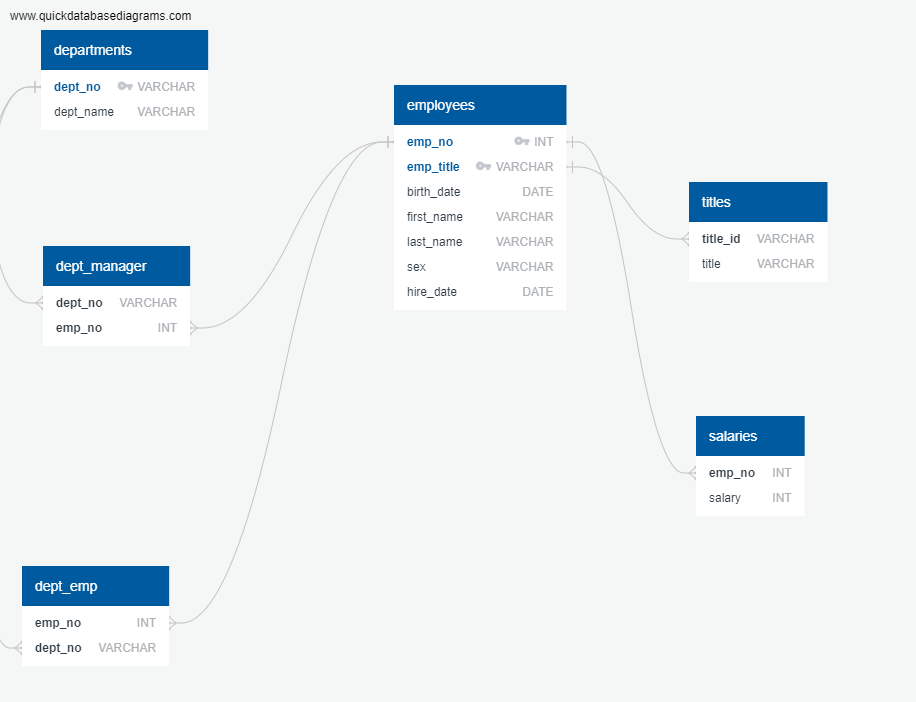 www.quickdatabasediagrams.com
departments
dept_no VARCHAR
dept_name VARCHAR
employees
emp_no INT
emp_title VARCHAR
birth_date DATE
first_name VARCHAR
last_name VARCHAR
sex VARCHAR
hire_date DATE
titles
title_id VARCHAR
title VARCHAR
dept_manager
dept_no VARCHAR
emp_no INT
salaries
emp_no INT
salary INT
dept_emp
emp_no INT
dept_no VARCHAR